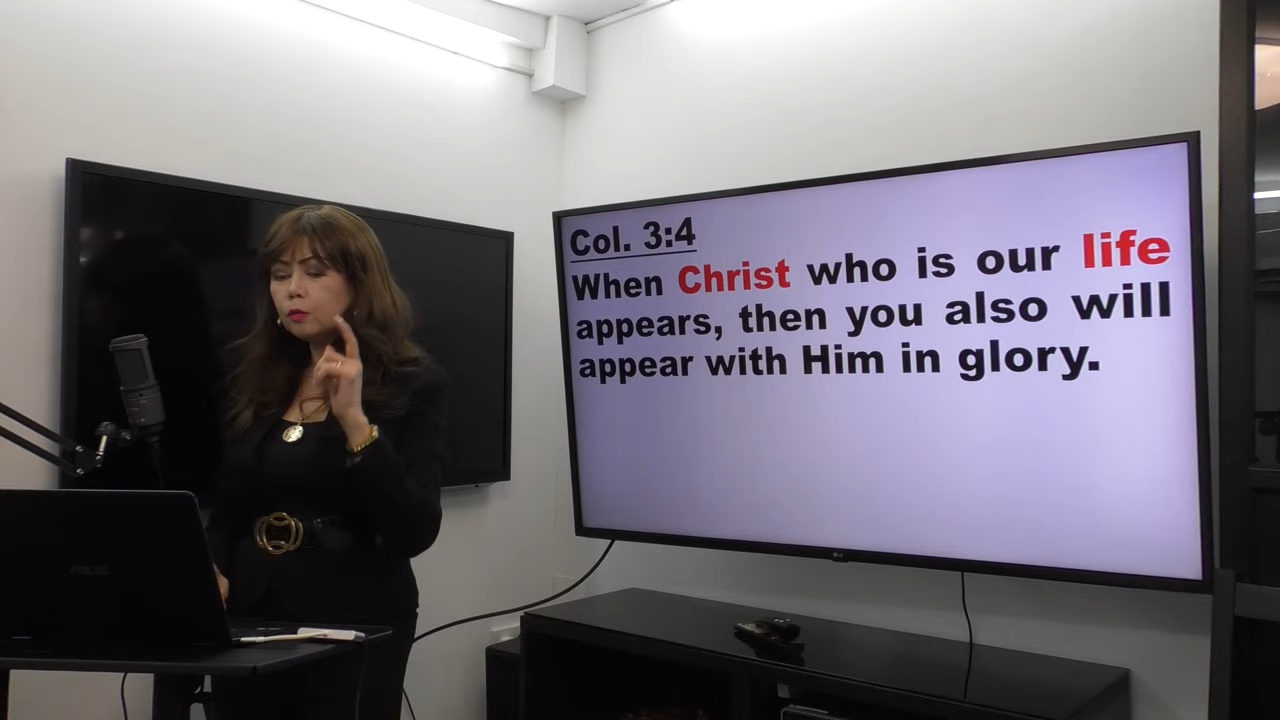 Col. 3:4
When Christ who is our life
appears, then you also will
appear with Him in glory.
LG